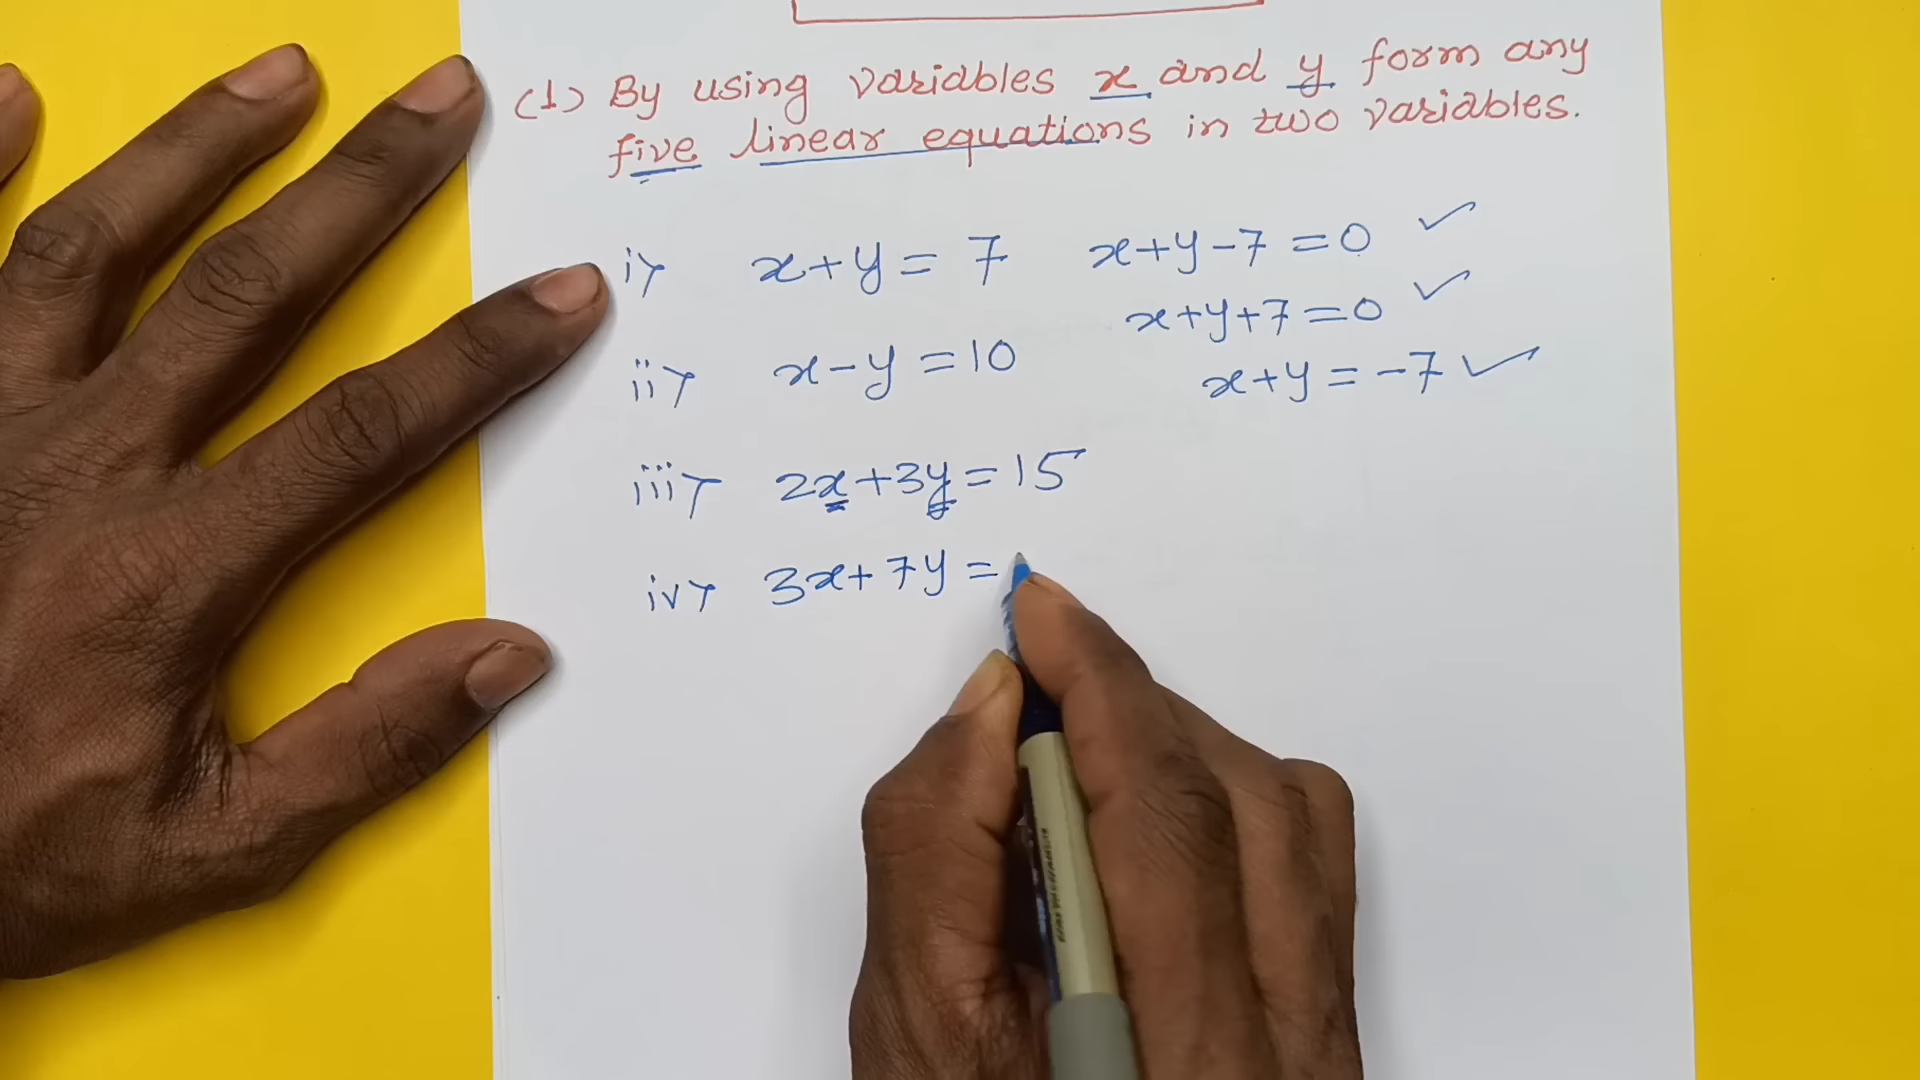 (1) By using variables x and y form any
five linear equations in two variables.
i> x+y = 7 x+y-7 =0 ✓
x+y+7=0 ✓
ii> x-y =10 x+y = -7 ✓
iii> 2x+3y = 15
iv> 3x+7y =